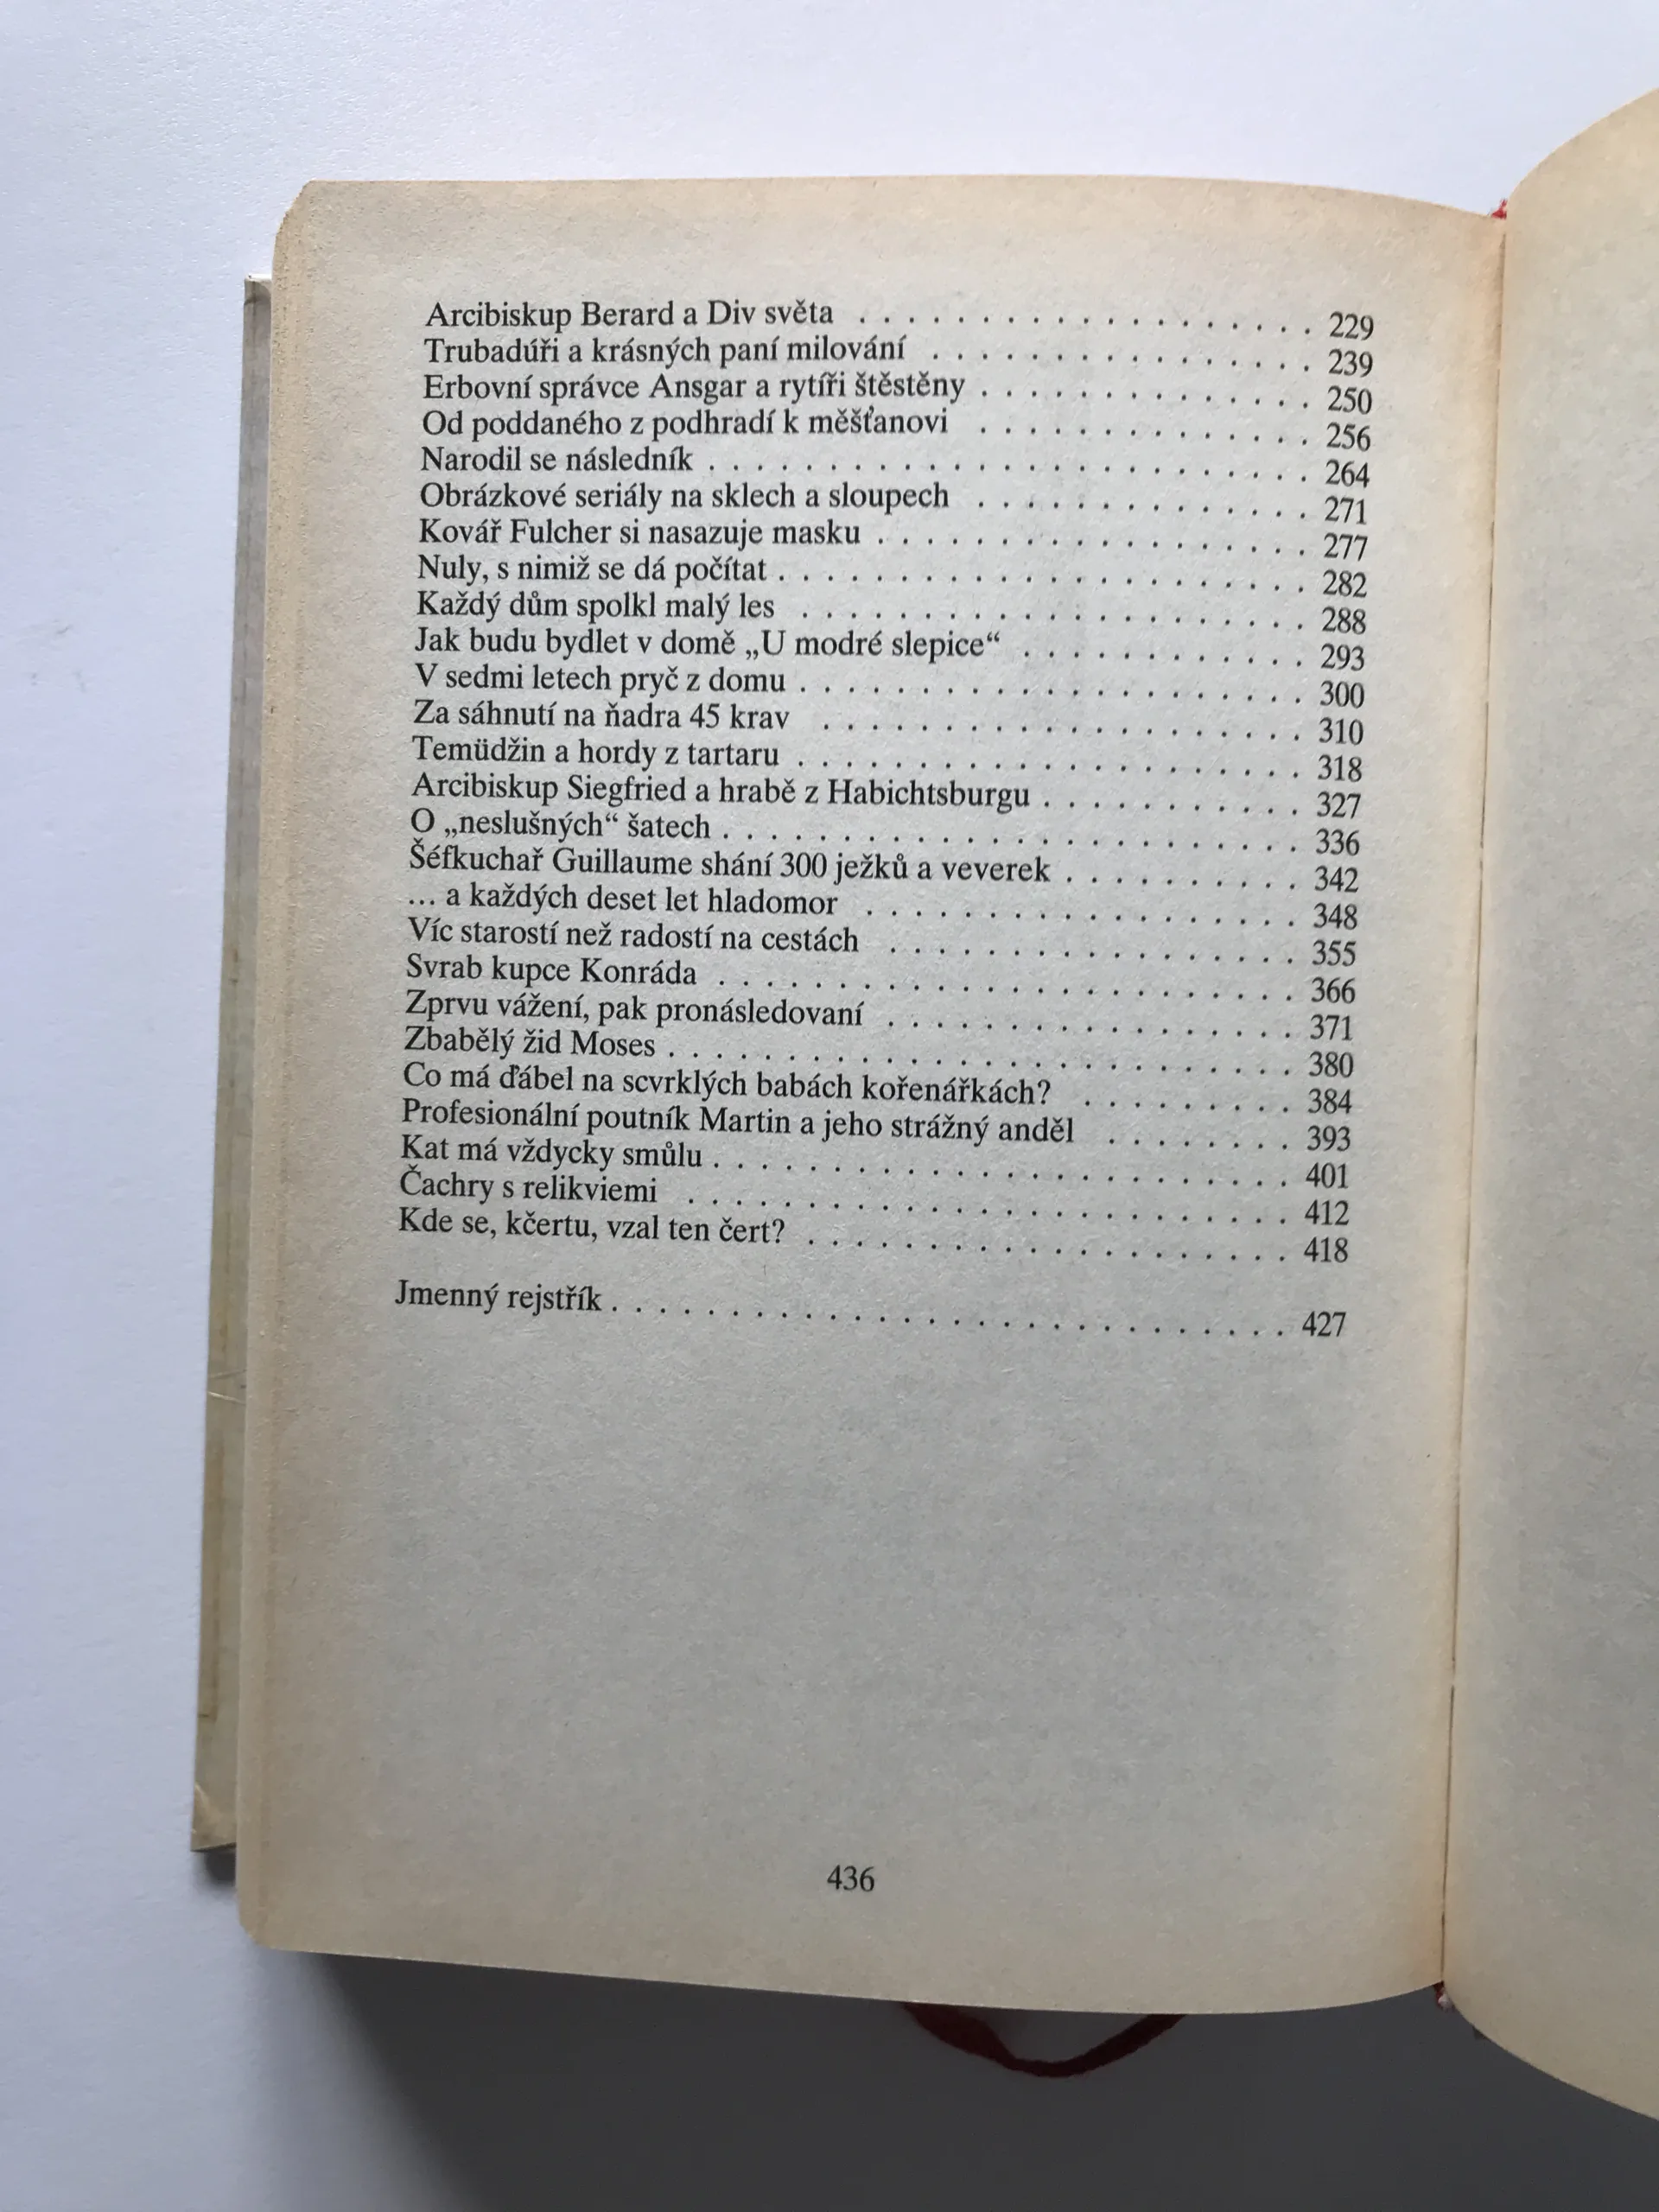 Arcibiskup Berard a Div světa . . . . . . . . . . . . . . . . . . . 229
Trubadúři a krásných paní milování . . . . . . . . . . . . . . . . 239
Erbovní správce Ansgar a rytíři štěstěny . . . . . . . . . . . . . . 250
Od poddaného z podhradí k měšťanovi . . . . . . . . . . . . . . 256
Narodil se následník . . . . . . . . . . . . . . . . . . . . . . . . . 264
Obrázkové seriály na sklech a sloupech . . . . . . . . . . . . . . 271
Kovář Fulcher si nasazuje masku . . . . . . . . . . . . . . . . . . 277
Nuly, s nimiž se dá počítat . . . . . . . . . . . . . . . . . . . . . . 282
Každý dům spolkl malý les . . . . . . . . . . . . . . . . . . . . . 288
Jak budu bydlet v domě „U modré slepice“ . . . . . . . . . . . . 293
V sedmi letech pryč z domu . . . . . . . . . . . . . . . . . . . . . 300
Za sáhnutí na ňadra 45 krav . . . . . . . . . . . . . . . . . . . . 310
Temüdžin a hordy z tartaru . . . . . . . . . . . . . . . . . . . . . 318
Arcibiskup Siegfried a hrabě z Habichtsburgu . . . . . . . . . . . 327
O „neslušných“ šatech . . . . . . . . . . . . . . . . . . . . . . . . 336
Šéfkuchař Guillaume shání 300 ježků a veverek . . . . . . . . . . 342
... a každých deset let hladomor . . . . . . . . . . . . . . . . . . 348
Víc starostí než radostí na cestách . . . . . . . . . . . . . . . . . 355
Svrab kupce Konráda . . . . . . . . . . . . . . . . . . . . . . . . 366
Zprvu vážení, pak pronásledovaní . . . . . . . . . . . . . . . . . 371
Zbabělý žid Moses . . . . . . . . . . . . . . . . . . . . . . . . . . 380
Co má ďábel na scvrklých babách kořenářkách? . . . . . . . . . 384
Profesionální poutník Martin a jeho strážný anděl . . . . . . . . 393
Kat má vždycky smůlu . . . . . . . . . . . . . . . . . . . . . . . . 401
Čachry s relikviemi . . . . . . . . . . . . . . . . . . . . . . . . . 412
Kde se, kčertu, vzal ten čert? . . . . . . . . . . . . . . . . . . . . 418
Jmenný rejstřík . . . . . . . . . . . . . . . . . . . . . . . . . . . . 427
436